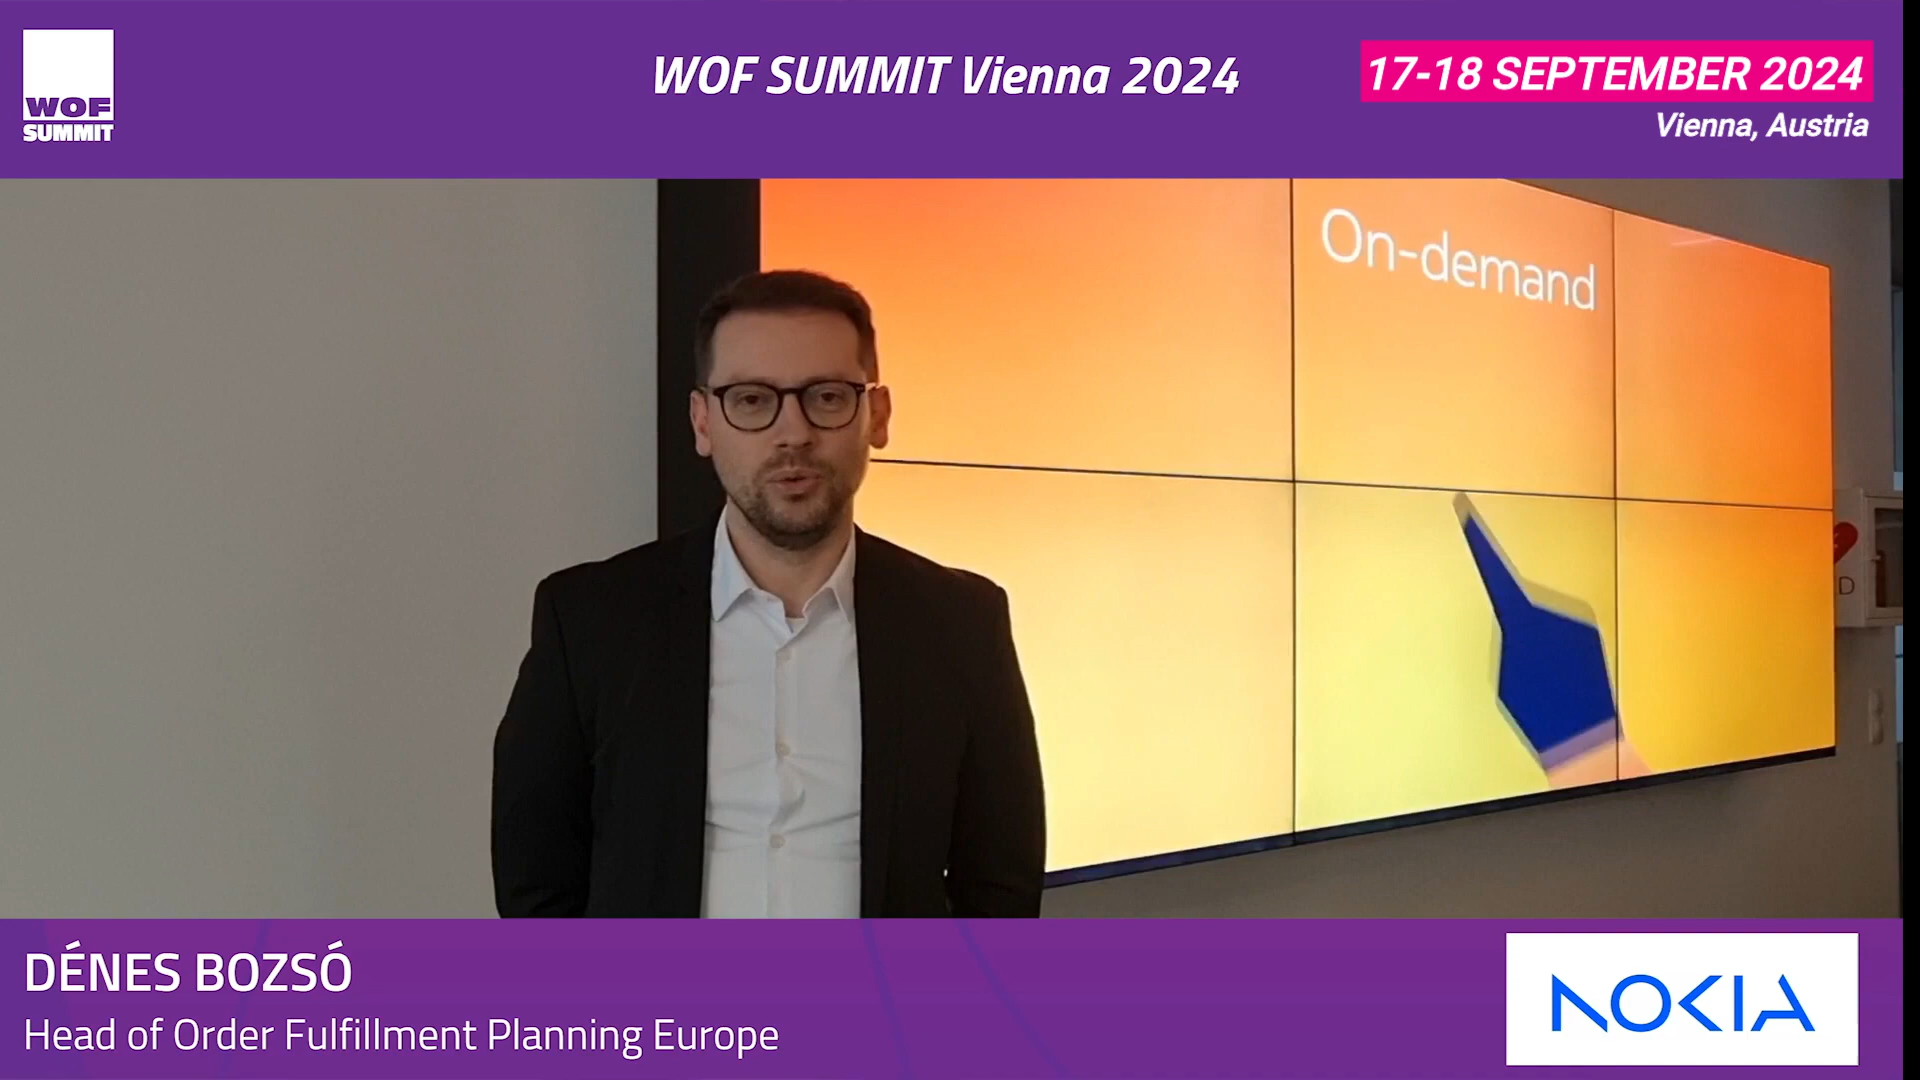 WOF
SUMMIT
WOF SUMMIT Vienna 2024
17-18 SEPTEMBER 2024
Vienna, Austria
On-demand
D
DÉNES BOZSÓ
Head of Order Fulfillment Planning Europe
NOKIA